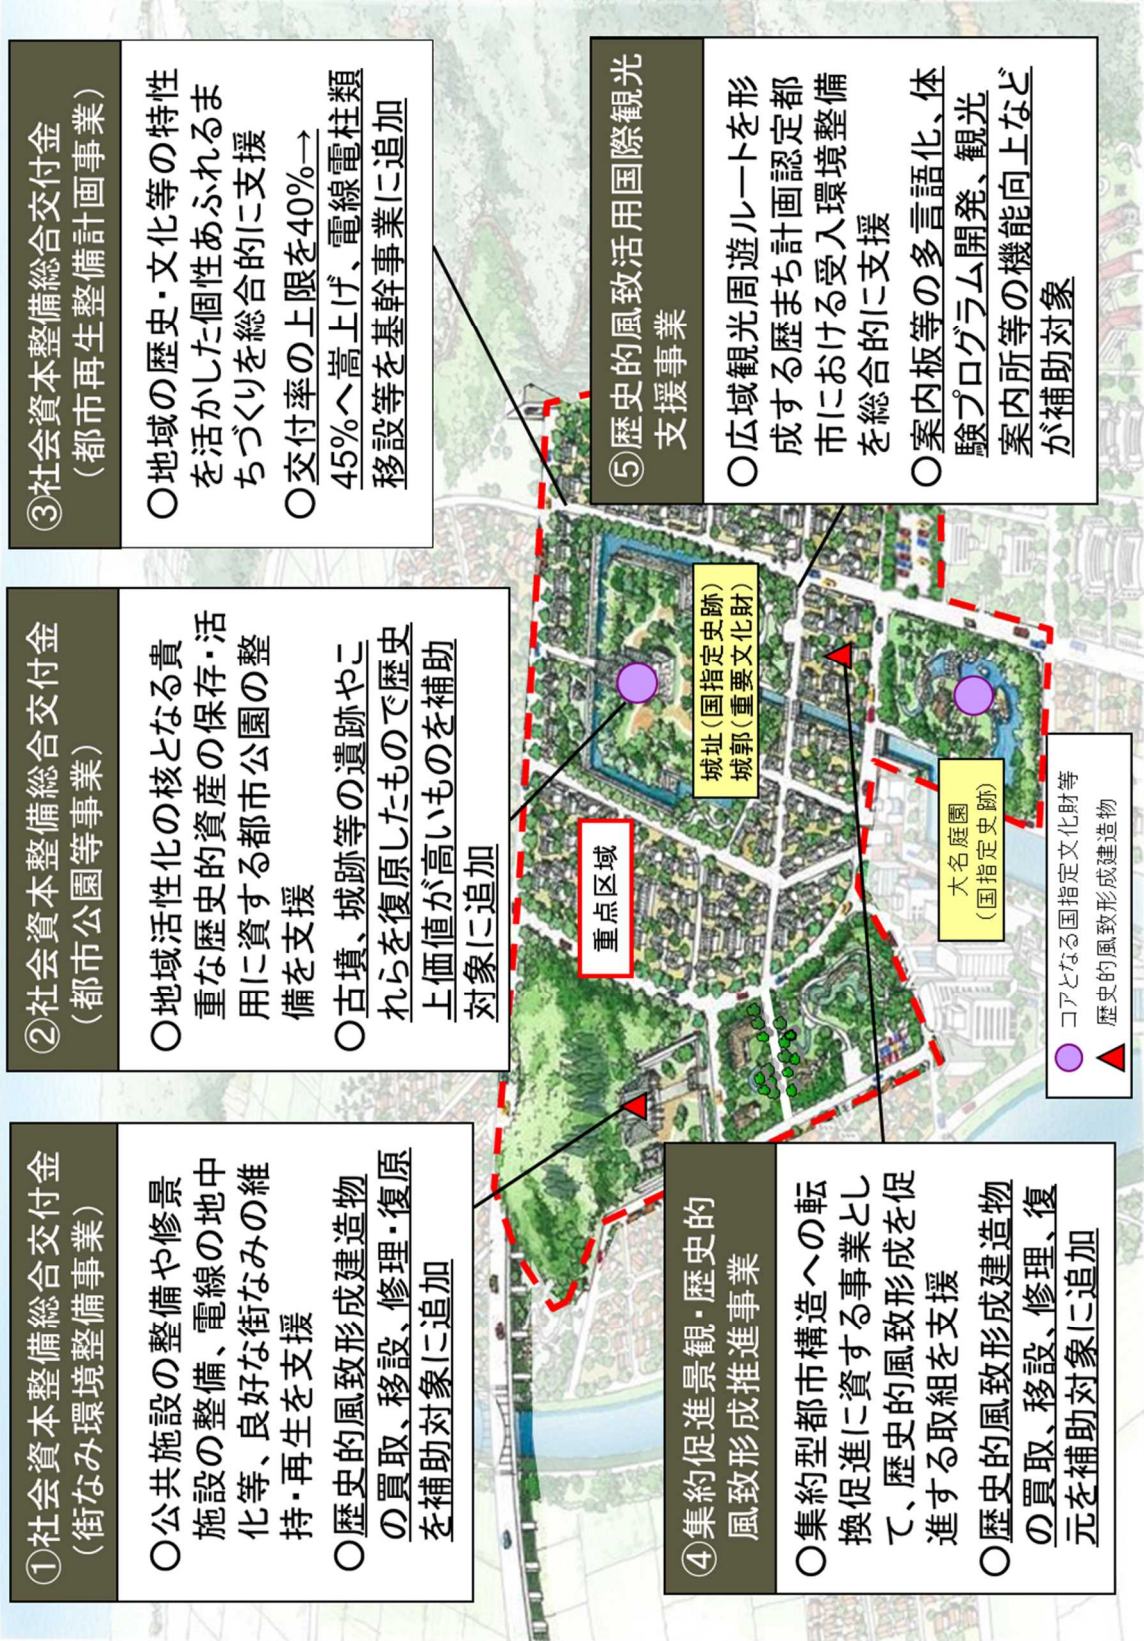 ①社会資本整備総合交付金
（街なみ環境整備事業）
〇公共施設の整備や修景
施設の整備、電線の地中
化等、良好な街なみの維
持・再生を支援
〇歴史的風致形成建造物
の買取、移設、修理・復原
を補助対象に追加
②社会資本整備総合交付金
（都市公園等事業）
〇地域活性化の核となる貴
重な歴史的資産の保存・活
用に資する都市公園の整
備を支援
〇古墳、城跡等の遺跡やこ
れらを復原したもので歴史
上価値が高いものを補助
対象に追加
③社会資本整備総合交付金
（都市再生整備計画事業）
〇地域の歴史・文化等の特性
を活かした個性あふれるま
ちづくりを総合的に支援
〇交付率の上限を40%→
45%へ嵩上げ、電線電柱類
移設等を基幹事業に追加
重点区域
城址（国指定史跡）
城郭（重要文化財）
大名庭園
（国指定史跡）
④集約促進景観・歴史的
風致形成推進事業
〇集約型都市構造への転
換促進に資する事業とし
て、歴史的風致形成を促
進する取組を支援
〇歴史的風致形成建造物
の買取、移設、修理、復
元を補助対象に追加
コアとなる国指定文化財等
歴史的風致形成建造物
⑤歴史的風致活用国際観光
支援事業
〇広域観光周遊ルートを形
成する歴まち計画認定都
市における受入環境整備
を総合的に支援
〇案内板等の多言語化、体
験プログラム開発、観光
案内所等の機能向上など
が補助対象